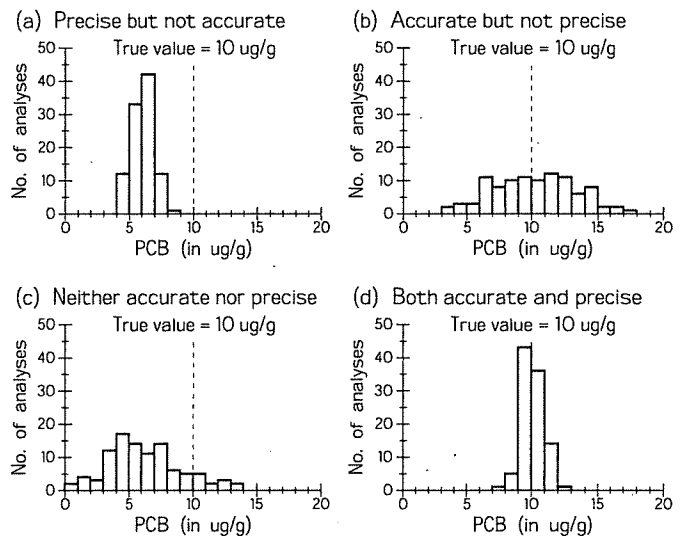 (a) Precise but not accurate
True value = 10 ug/g
No. of analyses
50
40
30
20
10
0
0 5 10 15 20
PCB (in ug/g)
(b) Accurate but not precise
True value = 10 ug/g
No. of analyses
50
40
30
20
10
0
0 5 10 15 20
PCB (in ug/g)
(c) Neither accurate nor precise
True value = 10 ug/g
No. of analyses
50
40
30
20
10
0
0 5 10 15 20
PCB (in ug/g)
(d) Both accurate and precise
True value = 10 ug/g
No. of analyses
50
40
30
20
10
0
0 5 10 15 20
PCB (in ug/g)